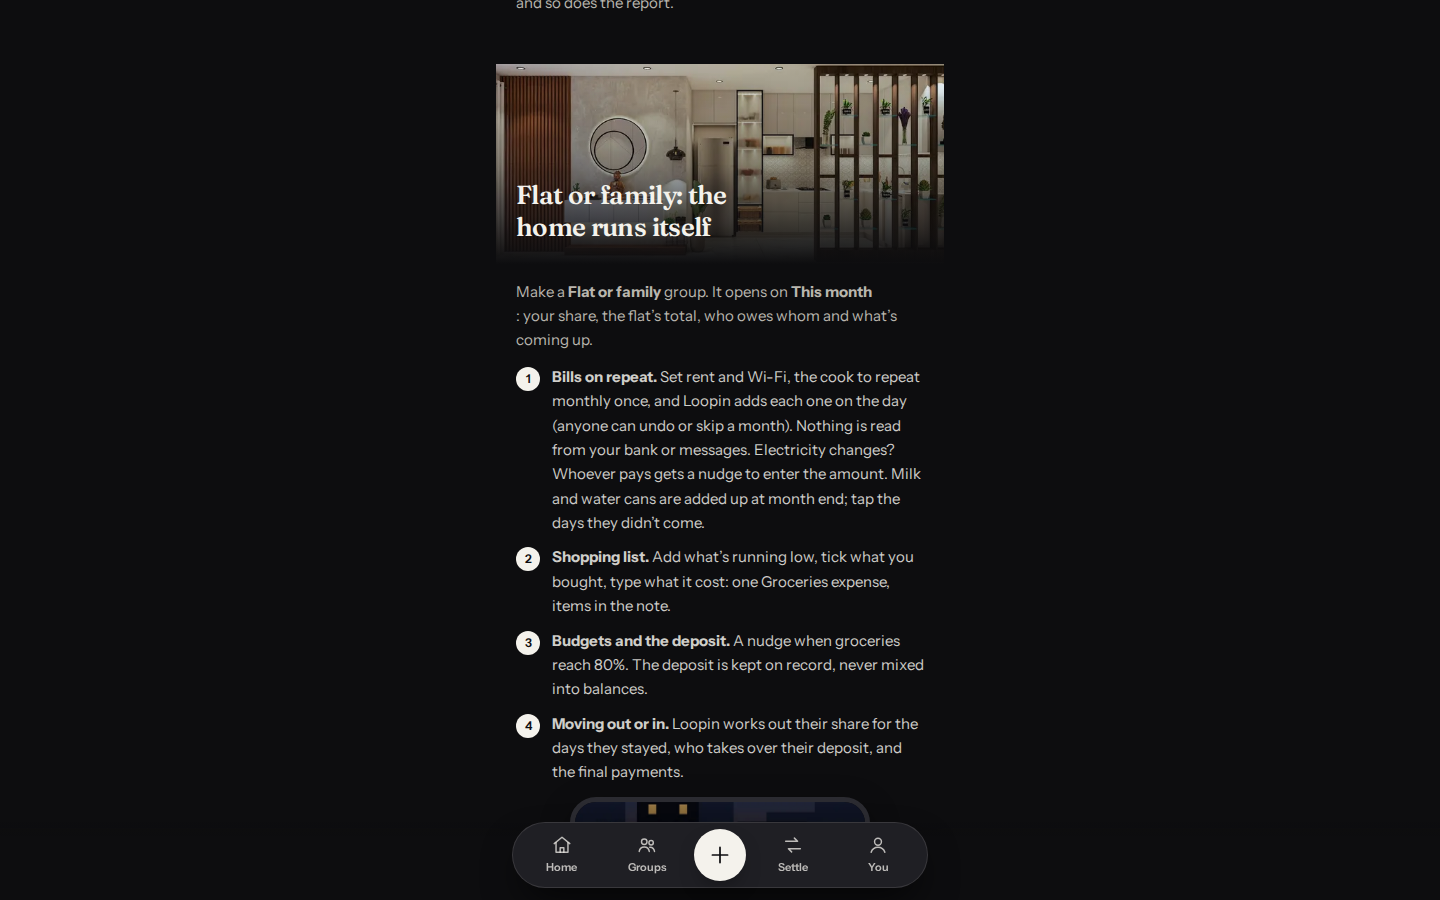 and so does the report.
Flat or family: the
home runs itself
Make a Flat or family group. It opens on This month
: your share, the flat's total, who owes whom and what's
coming up.
1 Bills on repeat. Set rent and Wi-Fi, the cook to repeat
monthly once, and Loopin adds each one on the day
(anyone can undo or skip a month). Nothing is read
from your bank or messages. Electricity changes?
Whoever pays gets a nudge to enter the amount. Milk
and water cans are added up at month end; tap the
days they didn't come.
2 Shopping list. Add what's running low, tick what you
bought, type what it cost: one Groceries expense,
items in the note.
3 Budgets and the deposit. A nudge when groceries
reach 80%. The deposit is kept on record, never mixed
into balances.
4 Moving out or in. Loopin works out their share for the
days they stayed, who takes over their deposit, and
the final payments.
Home Groups Settle You